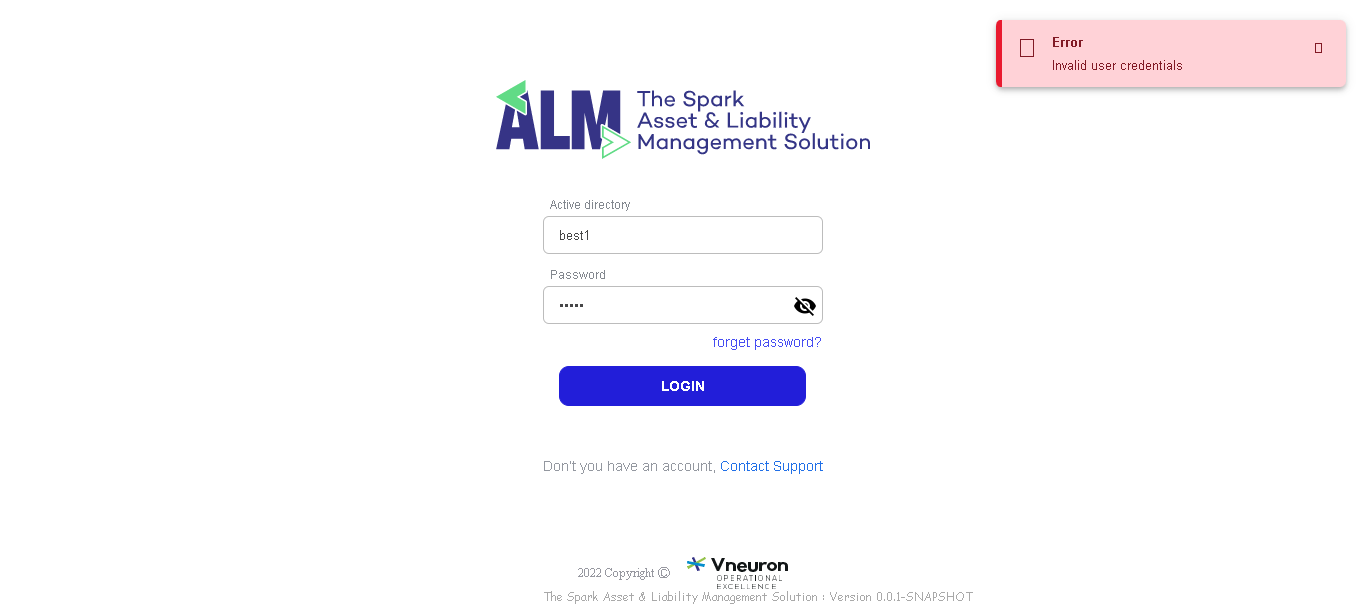 Error
Invalid user credentials
ALM
The Spark
Asset & Liability
Management Solution
Active directory
best1
Password
•••••
forget password?
LOGIN
Don't you have an account, Contact Support
2022 Copyright ©
Vneuron
OPERATIONAL
EXCELLENCE
The Spark Asset & Liability Management Solution : Version 0.0.1-SNAPSHOT